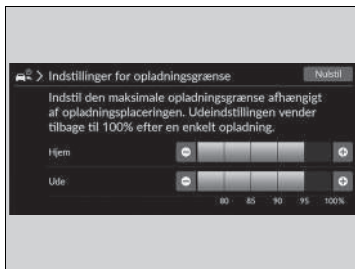 > Indstillinger for opladningsgrænse Nulstil
Indstil den maksimale opladningsgrænse afhængigt
af opladningsplaceringen. Udeindstillingen vender
tilbage til 100% efter en enkelt opladning.
Hjem
Ude
80 85 90 95 100%